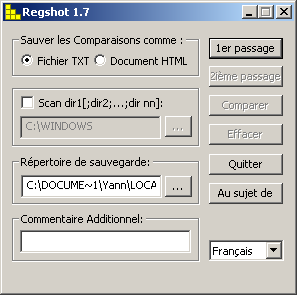 Regshot 1.7
Sauver les Comparaisons comme :
Fichier TXT
Document HTML
1er passage
2ième passage
Scan dir1[;dir2;...;dir nn]:
C:\WINDOWS
...
Comparer
Effacer
Répertoire de sauvegarde:
C:\DOCUME~1\Yann\LOCA
...
Quitter
Au sujet de
Commentaire Additionnel:
Français